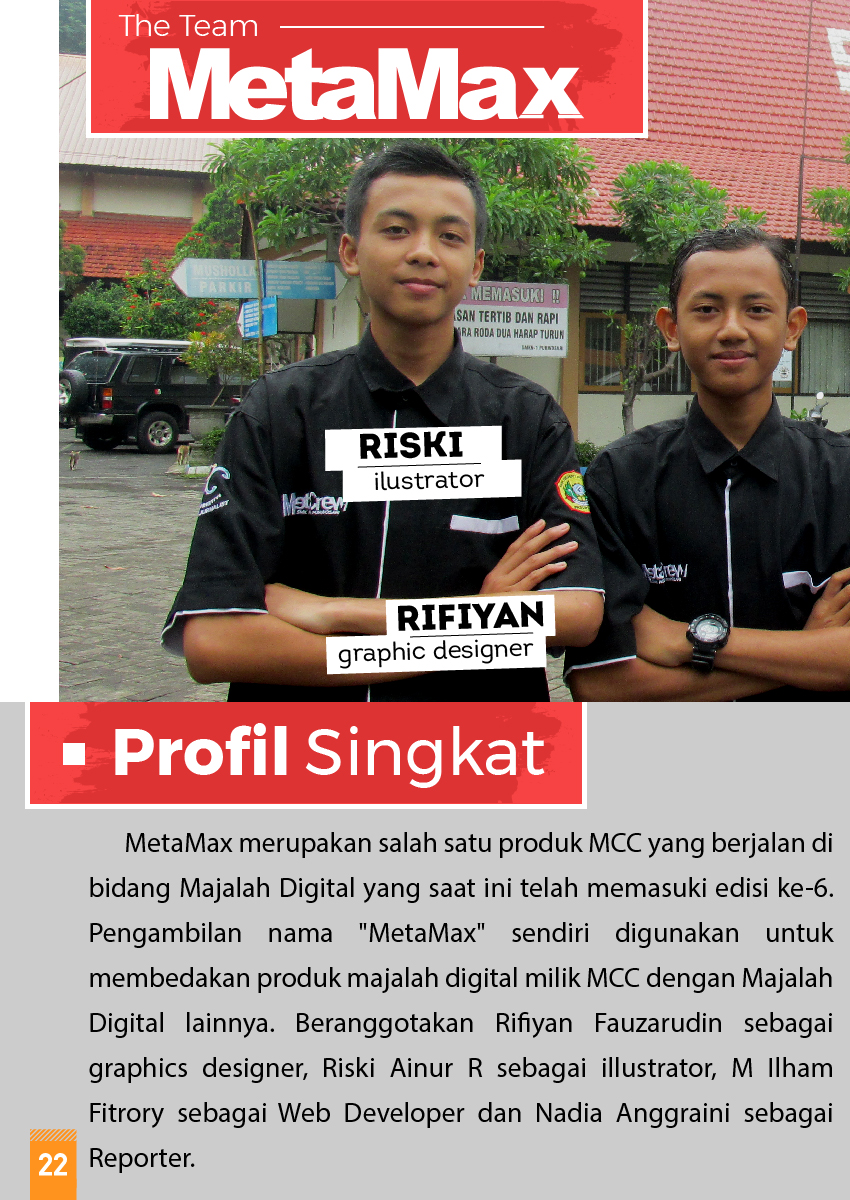 The Team
MetaMax
MUSHOLLA
PARKIR
MEMASUKI !!
ASAN TERTIB DAN RAPI
ARA RODA DUA HARAP TURUN
RISKI
ilustrator
MetCrew
MetCrew
RIFIYAN
graphic designer
Profil Singkat
MetaMax merupakan salah satu produk MCC yang berjalan di
bidang Majalah Digital yang saat ini telah memasuki edisi ke-6.
Pengambilan nama "MetaMax" sendiri digunakan untuk
membedakan produk majalah digital milik MCC dengan Majalah
Digital lainnya. Beranggotakan Rifiyan Fauzarudin sebagai
graphics designer, Riski Ainur R sebagai illustrator, M Ilham
Fitrory sebagai Web Developer dan Nadia Anggraini sebagai
Reporter.
22